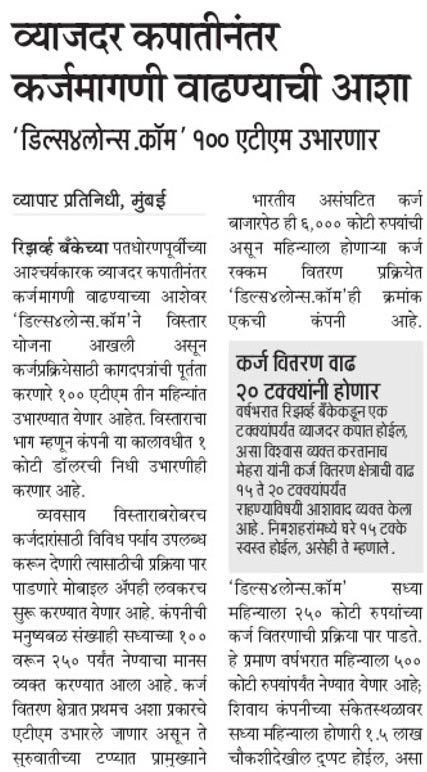 व्याजदर कपातीनंतर
कर्जमागणी वाढण्याची आशा
‘डिल्स४लोन्स.कॉम’ १०० एटीएम उभारणार
व्यापार प्रतिनिधी, मुंबई
रिझर्व्ह बँकेच्या पतधोरणपूर्वीच्या
आश्चर्यकारक व्याजदर कपातीनंतर
कर्जमागणी वाढण्याच्या आशेवर
‘डिल्स४लोन्स.कॉम’ने विस्तार
योजना आखली असून
कर्जप्रक्रियेसाठी कागदपत्रांची पूर्तता
करणारे १०० एटीएम तीन महिन्यांत
उभारण्यात येणार आहेत. विस्ताराचा
भाग म्हणून कंपनी या कालावधीत १
कोटी डॉलरची निधी उभारणीही
करणार आहे.
व्यवसाय विस्ताराबरोबरच
कर्जदारांसाठी विविध पर्याय उपलब्ध
करून देणारी त्यासाठीची प्रक्रिया पार
पाडणारे मोबाइल अ‍ॅपही लवकरच
सुरू करण्यात येणार आहे. कंपनीची
मनुष्यबळ संख्याही सध्याच्या १००
वरून २५० पर्यंत नेण्याचा मानस
व्यक्त करण्यात आला आहे. कर्ज
वितरण क्षेत्रात प्रथमच अशा प्रकारचे
एटीएम उभारले जाणार असून ते
सुरुवातीच्या टप्प्यात प्रामुख्याने
भारतीय असंघटित कर्ज
बाजारपेठ ही ६,००० कोटी रुपयांची
असून महिन्याला होणाऱ्या कर्ज
रक्कम वितरण प्रक्रियेत
‘डिल्स४लोन्स.कॉम’ही क्रमांक
एकची कंपनी आहे.
कर्ज वितरण वाढ
२० टक्क्यांनी होणार
वर्षभरात रिझर्व्ह बँकेकडून एक
टक्क्यांपर्यंत व्याजदर कपात होईल,
असा विश्वास व्यक्त करतानाच
मेहरा यांनी कर्ज वितरण क्षेत्राची वाढ
१५ ते २० टक्क्यांपर्यंत
राहण्याविषयी आशावाद व्यक्त केला
आहे. निमशहरांमध्ये घरे १५ टक्के
स्वस्त होईल, असेही ते म्हणाले.
‘डिल्स४लोन्स.कॉम’ सध्या
महिन्याला २५० कोटी रुपयांच्या
कर्ज वितरणाची प्रक्रिया पार पाडते.
हे प्रमाण वर्षभरात महिन्याला ५००
कोटी रुपयांपर्यंत नेण्यात येणार आहे;
शिवाय कंपनीच्या संकेतस्थळावर
सध्या महिन्याला होणारी १.५ लाख
चौकशीदेखील दुप्पट होईल, असा